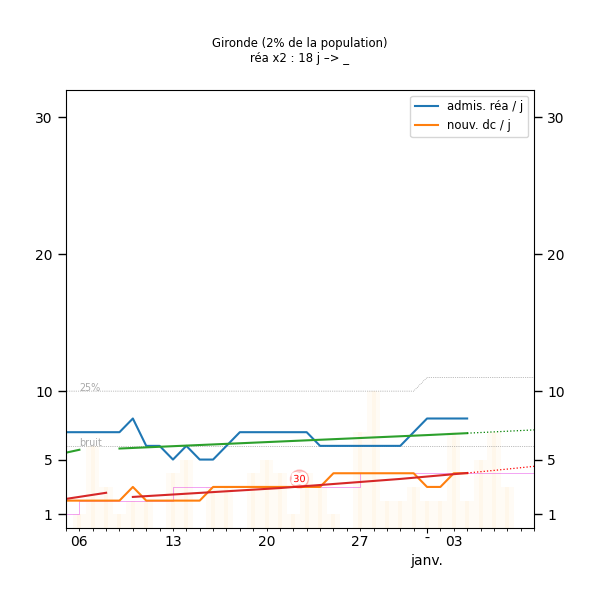 Gironde (2% de la population)
réa x2 : 18 j –> _
admis. réa / j
nouv. dc / j
30 30
20 20
25%
10 10
bruit
5 5
30
1 1
06 13 20 27 - 03
janv.